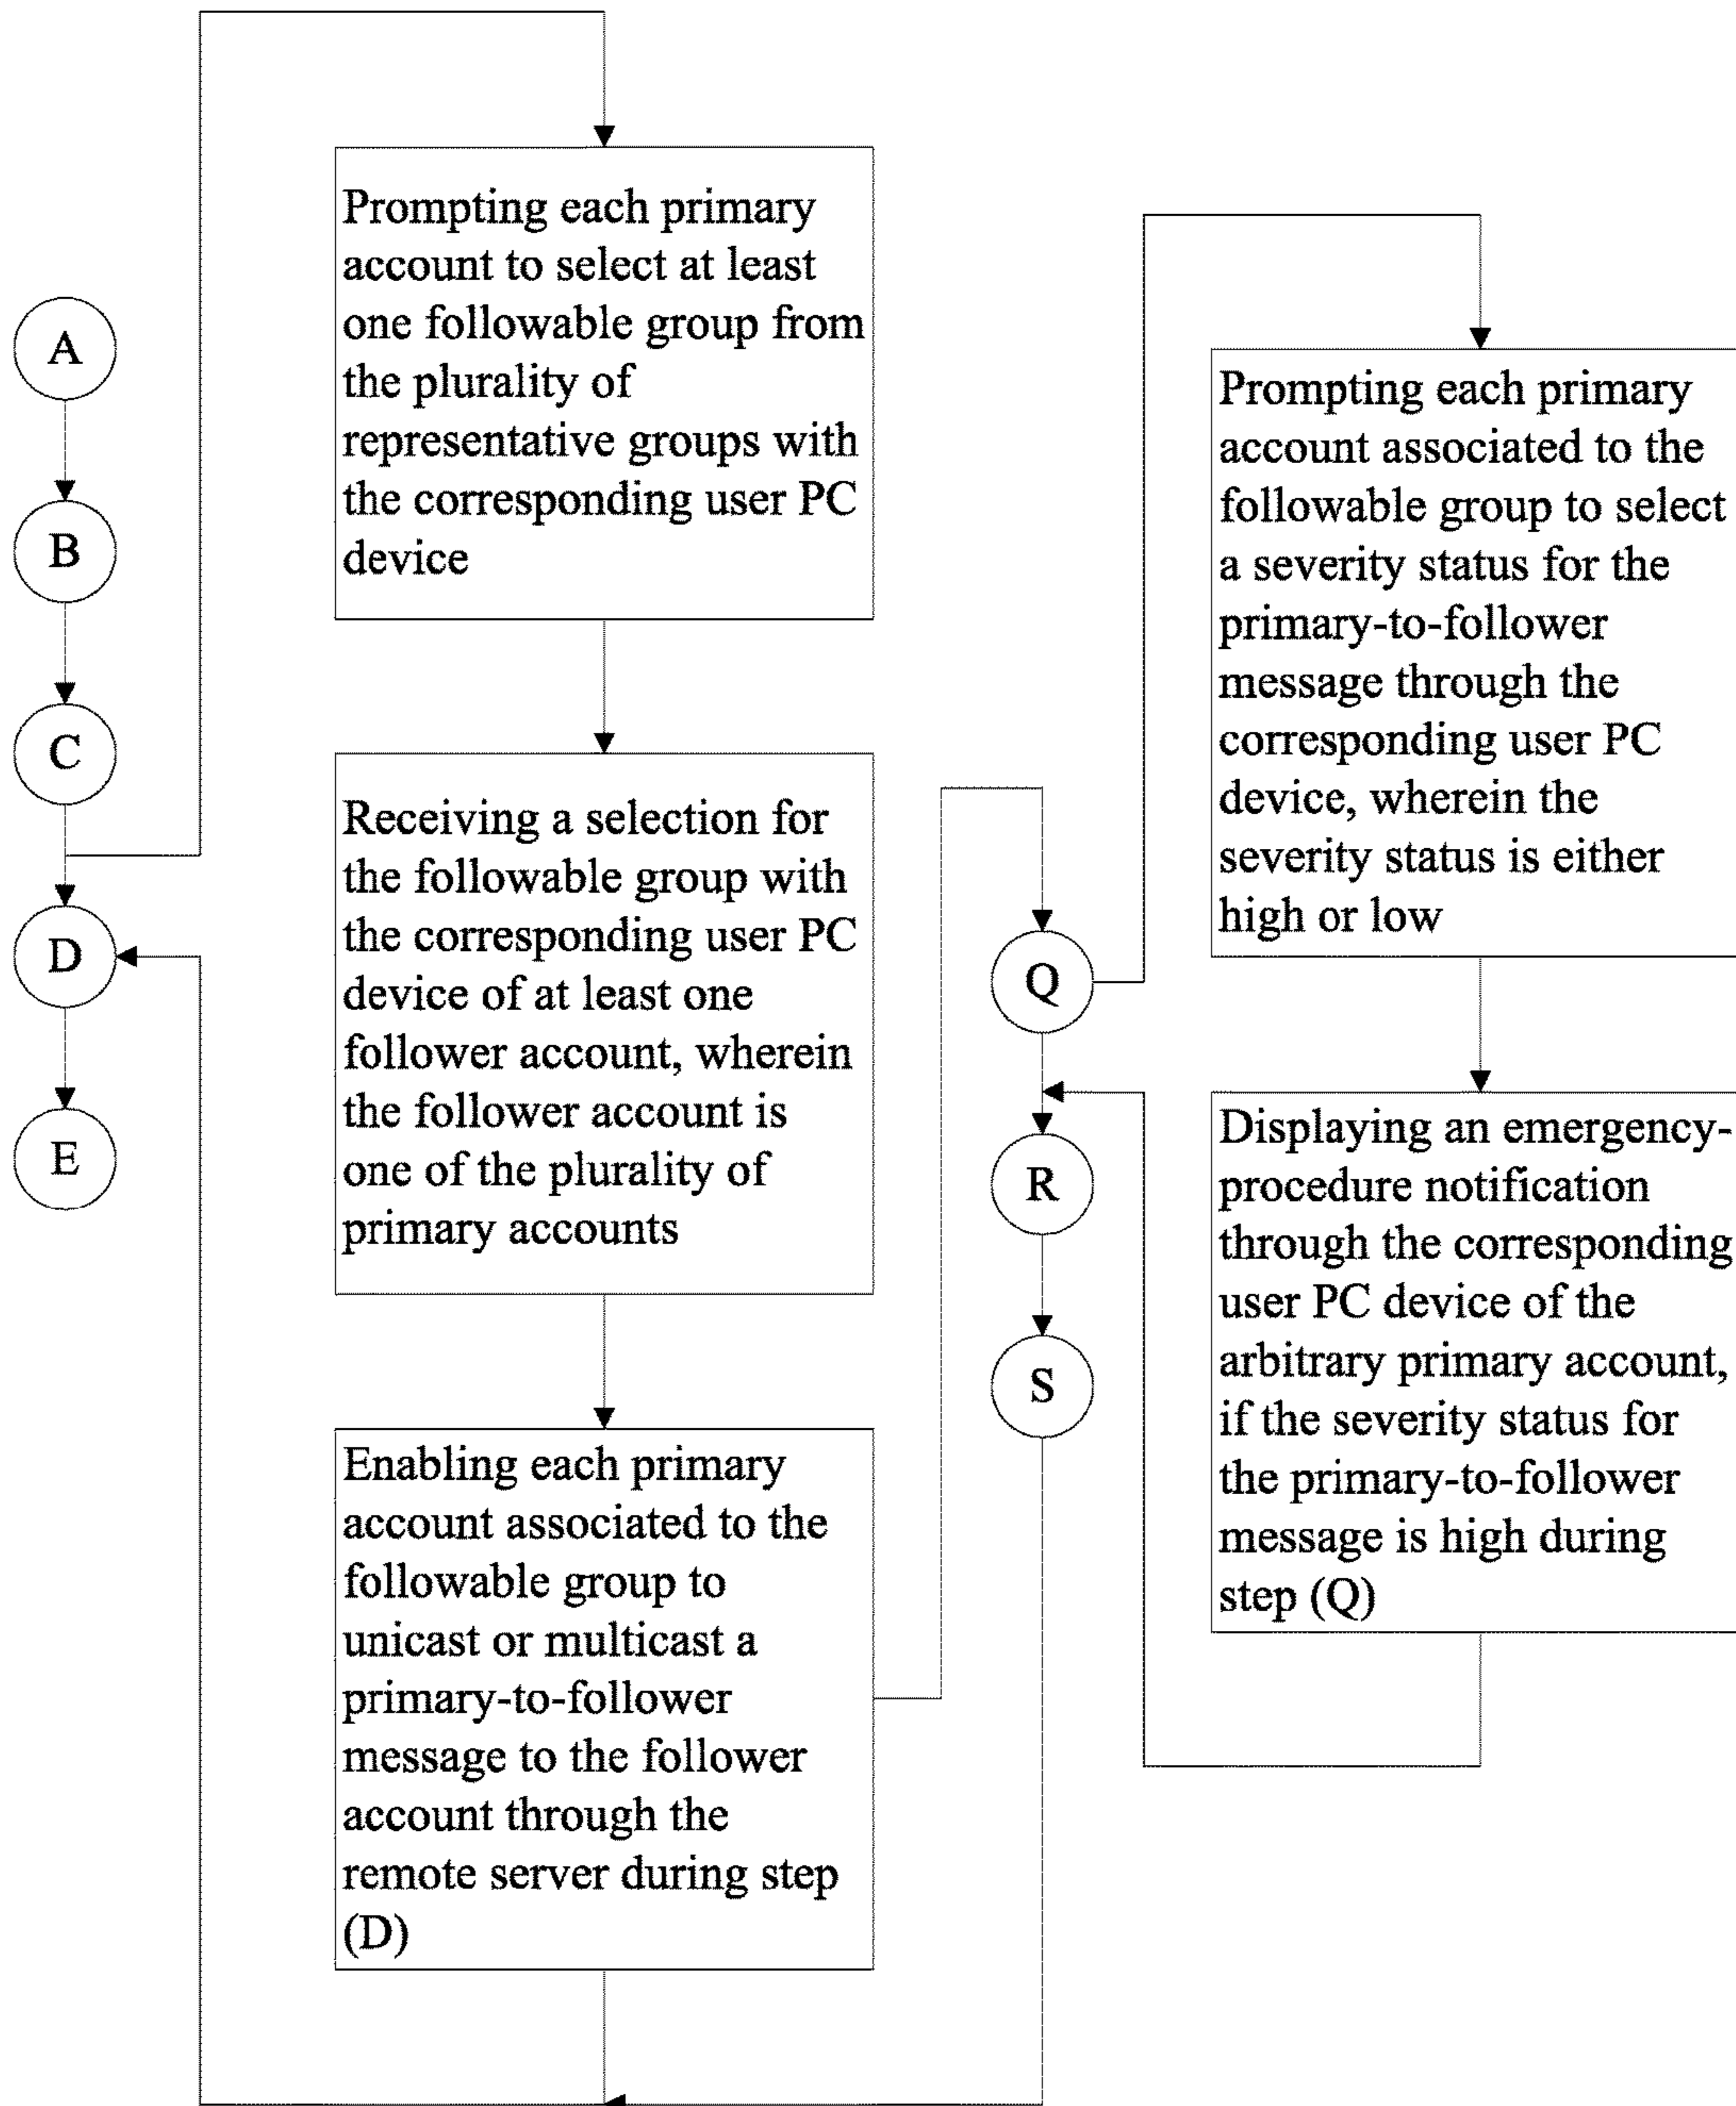 A
B
C
D
E
Prompting each primary
account to select at least
one followable group from
the plurality of
representative groups with
the corresponding user PC
device
Receiving a selection for
the followable group with
the corresponding user PC
device of at least one
follower account, wherein
the follower account is
one of the plurality of
primary accounts
Enabling each primary
account associated to the
followable group to
unicast or multicast a
primary-to-follower
message to the follower
account through the
remote server during step
(D)
Q
R
S
Prompting each primary
account associated to the
followable group to select
a severity status for the
primary-to-follower
message through the
corresponding user PC
device, wherein the
severity status is either
high or low
Displaying an emergency-
procedure notification
through the corresponding
user PC device of the
arbitrary primary account,
if the severity status for
the primary-to-follower
message is high during
step (Q)